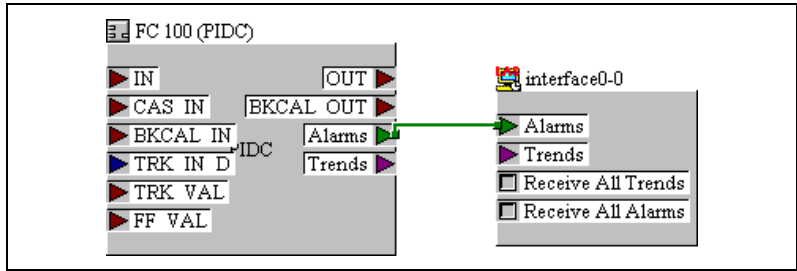 FC 100 (PIDC)
IN
CAS IN
BKCAL IN
TRK IN D
TRK VAL
FF VAL
PIDC
OUT
BKCAL OUT
Alarms
Trends
interface0-0
Alarms
Trends
Receive All Trends
Receive All Alarms